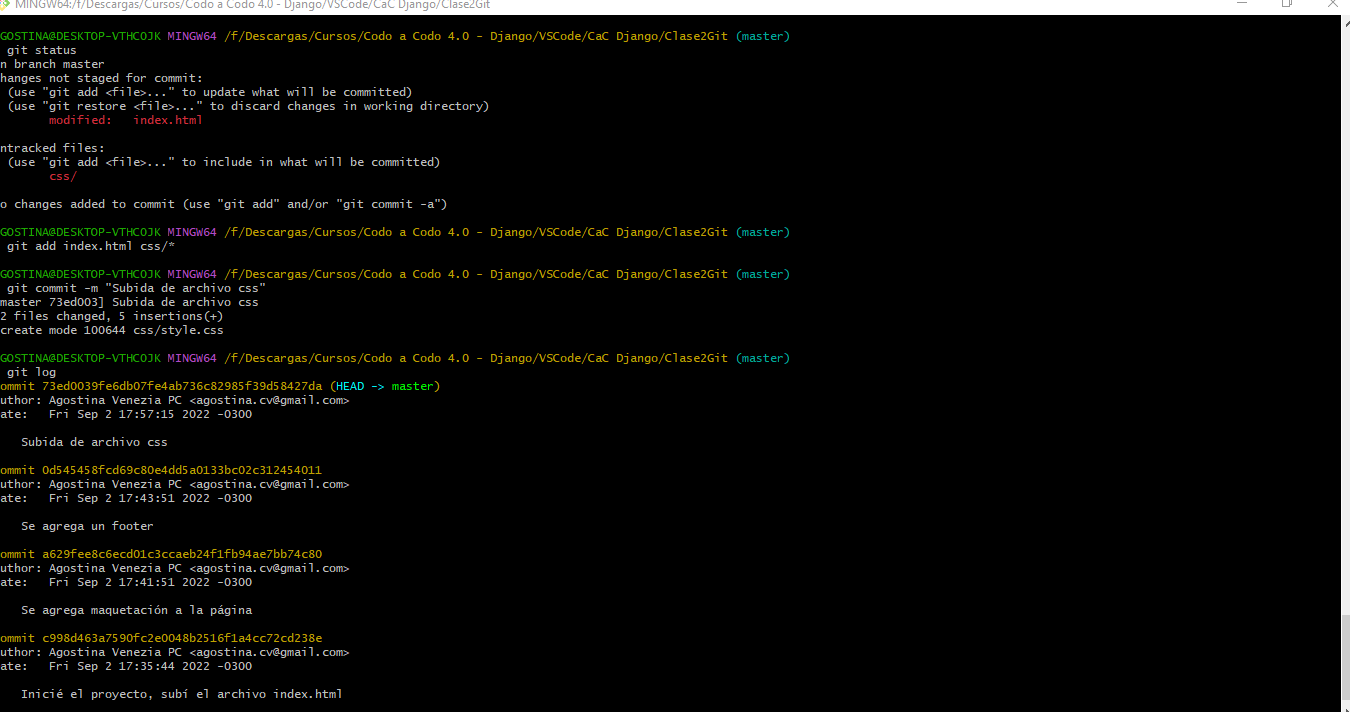 MINGW64:/f/Descargas/Cursos/Codo a Codo 4.0 - Django/VSCode/CaC Django/Clase2Git
GOSTINA@DESKTOP-VTHCOJK MINGW64 /f/Descargas/Cursos/Codo a Codo 4.0 - Django/VSCode/CaC Django/Clase2Git (master)
git status
n branch master
hanges not staged for commit:
(use "git add <file>..." to update what will be committed)
(use "git restore <file>..." to discard changes in working directory)
modified:   index.html
ntracked files:
(use "git add <file>..." to include in what will be committed)
css/
o changes added to commit (use "git add" and/or "git commit -a")
GOSTINA@DESKTOP-VTHCOJK MINGW64 /f/Descargas/Cursos/Codo a Codo 4.0 - Django/VSCode/CaC Django/Clase2Git (master)
git add index.html css/*
GOSTINA@DESKTOP-VTHCOJK MINGW64 /f/Descargas/Cursos/Codo a Codo 4.0 - Django/VSCode/CaC Django/Clase2Git (master)
git commit -m "Subida de archivo css"
master 73ed003] Subida de archivo css
2 files changed, 5 insertions(+)
create mode 100644 css/style.css
GOSTINA@DESKTOP-VTHCOJK MINGW64 /f/Descargas/Cursos/Codo a Codo 4.0 - Django/VSCode/CaC Django/Clase2Git (master)
git log
ommit 73ed0039fe6db07fe4ab736c82985f39d58427da (HEAD -> master)
uthor: Agostina Venezia PC <agostina.cv@gmail.com>
ate:   Fri Sep 2 17:57:15 2022 -0300
Subida de archivo css
ommit 0d545458fcd69c80e4dd5a0133bc02c312454011
uthor: Agostina Venezia PC <agostina.cv@gmail.com>
ate:   Fri Sep 2 17:43:51 2022 -0300
Se agrega un footer
ommit a629fee8c6ecd01c3ccaeb24f1fb94ae7bb74c80
uthor: Agostina Venezia PC <agostina.cv@gmail.com>
ate:   Fri Sep 2 17:41:51 2022 -0300
Se agrega maquetación a la página
ommit c998d463a7590fc2e0048b2516f1a4cc72cd238e
uthor: Agostina Venezia PC <agostina.cv@gmail.com>
ate:   Fri Sep 2 17:35:44 2022 -0300
Inicié el proyecto, subí el archivo index.html